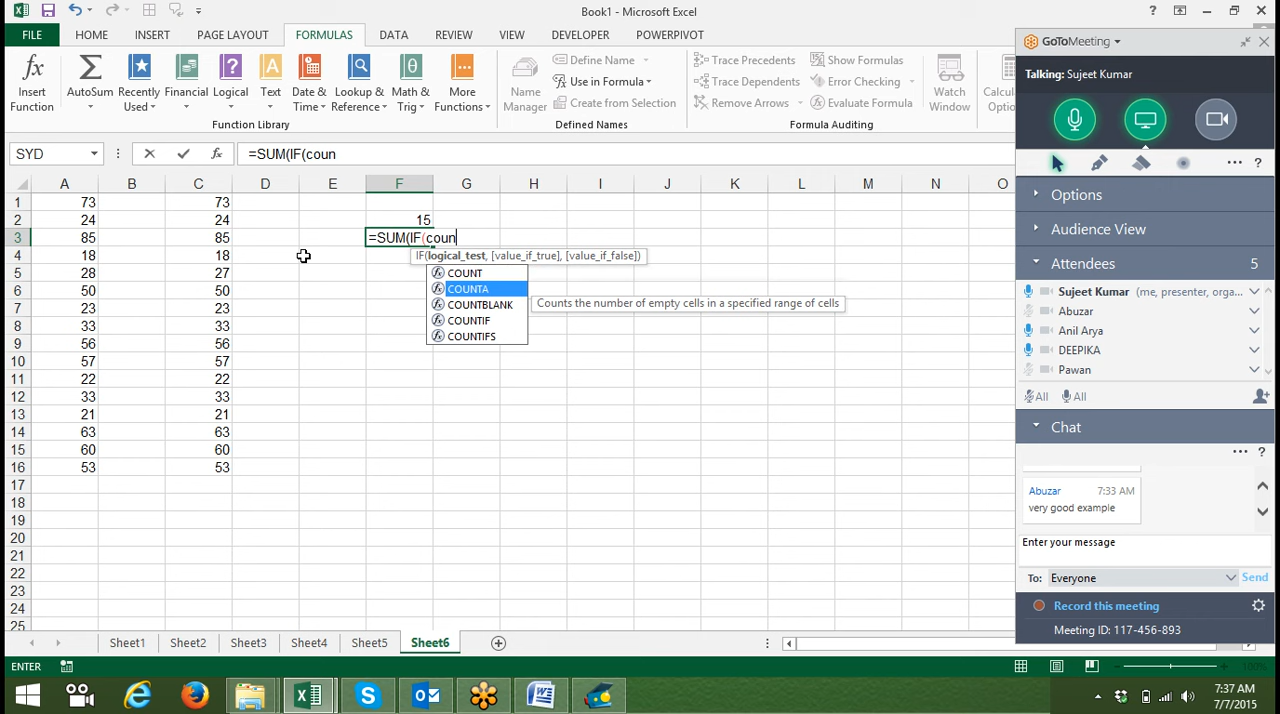 Book1 - Microsoft Excel
FILE HOME INSERT PAGE LAYOUT FORMULAS DATA REVIEW VIEW DEVELOPER POWERPIVOT
Insert Function
AutoSum
Recently Used
Financial
Logical
Text
Date & Time
Lookup & Reference
Math & Trig
More Functions
Function Library
Name Manager
Define Name
Use in Formula
Create from Selection
Defined Names
Trace Precedents
Trace Dependents
Remove Arrows
Show Formulas
Error Checking
Evaluate Formula
Formula Auditing
Watch Window
Calcu
Optio
SYD =SUM(IF(coun
A B C D E F G H I J K L M N O
1 73 73
2 24 24 15
3 85 85 =SUM(IF(coun
4 18 18 IF(logical_test, [value_if_true], [value_if_false])
5 28 27 COUNT
6 50 50 COUNTA
7 23 23 COUNTBLANK Counts the number of empty cells in a specified range of cells
8 33 33 COUNTIF
9 56 56 COUNTIFS
10 57 57
11 22 22
12 33 33
13 21 21
14 63 63
15 60 60
16 53 53
17
18
19
20
21
22
23
24
25
Sheet1 Sheet2 Sheet3 Sheet4 Sheet5 Sheet6
ENTER 100%
GoToMeeting
Talking: Sujeet Kumar
Options
Audience View
Attendees 5
Sujeet Kumar (me, presenter, orga...
Abuzar
Anil Arya
DEEPIKA
Pawan
All All
Chat
Abuzar 7:33 AM
very good example
Enter your message
To: Everyone Send
Record this meeting
Meeting ID: 117-456-893
7:37 AM
7/7/2015